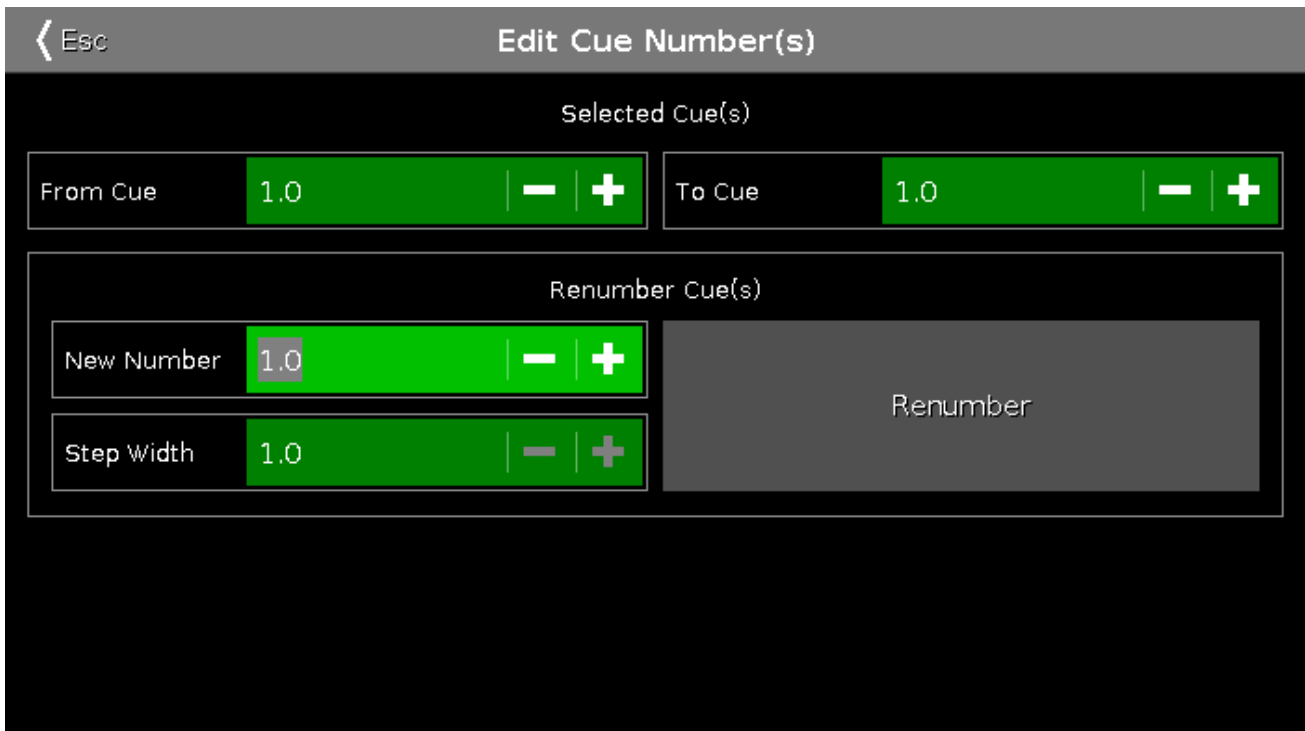 Esc
Edit Cue Number(s)
Selected Cue(s)
From Cue 1.0
To Cue 1.0
Renumber Cue(s)
New Number 1.0
Step Width 1.0
Renumber